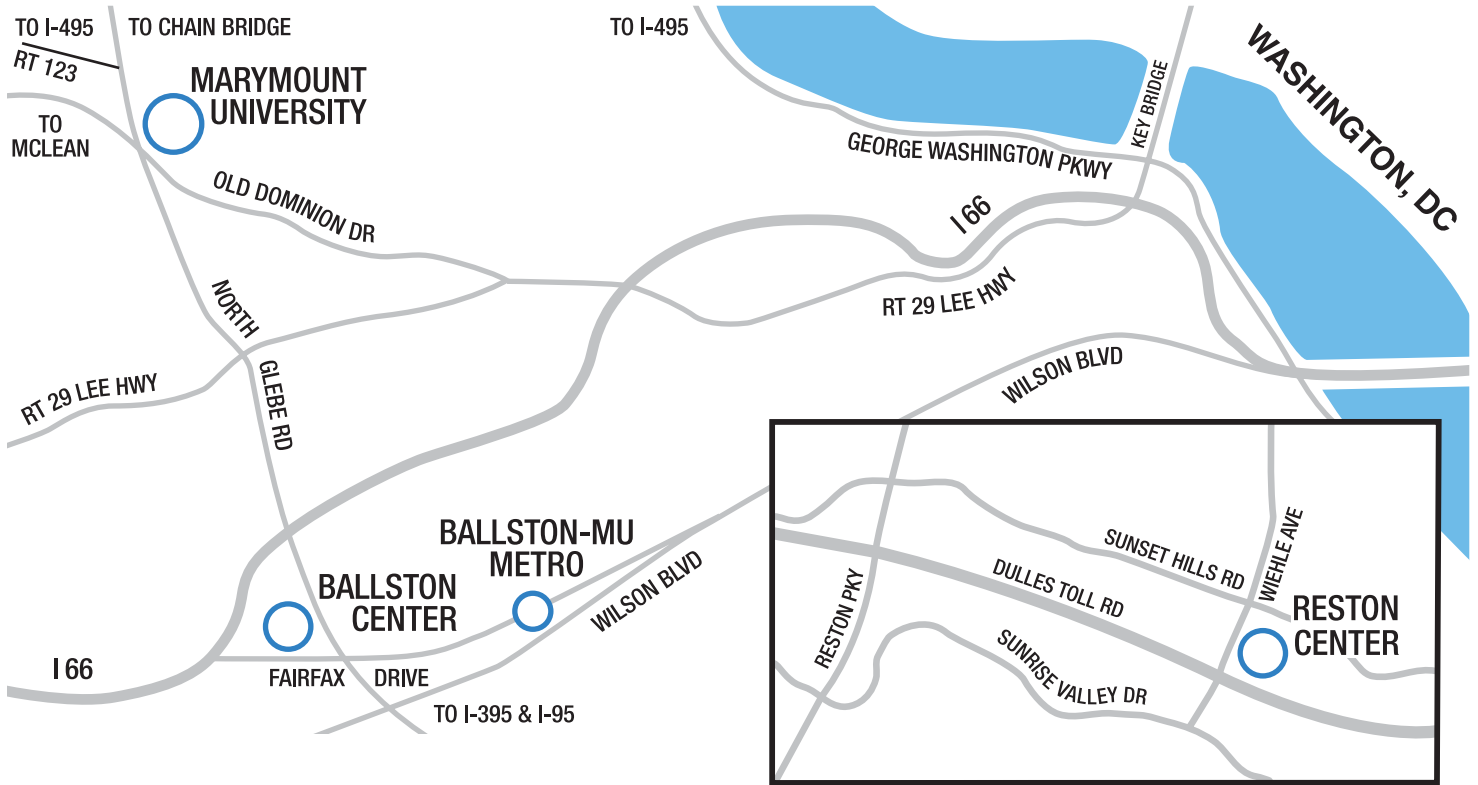 TO I-495
TO CHAIN BRIDGE
TO I-495
RT 123
MARYMOUNT
UNIVERSITY
TO
MCLEAN
WASHINGTON, DC
KEY BRIDGE
GEORGE WASHINGTON PKWY
OLD DOMINION DR
I 66
RT 29 LEE HWY
NORTH
GLEBE RD
RT 29 LEE HWY
WILSON BLVD
BALLSTON-MU
METRO
BALLSTON
CENTER
WILSON BLVD
I 66
FAIRFAX DRIVE
TO I-395 & I-95
SUNSET HILLS RD
WIEHLE AVE
DULLES TOLL RD
RESTON PKY
RESTON
CENTER
SUNRISE VALLEY DR